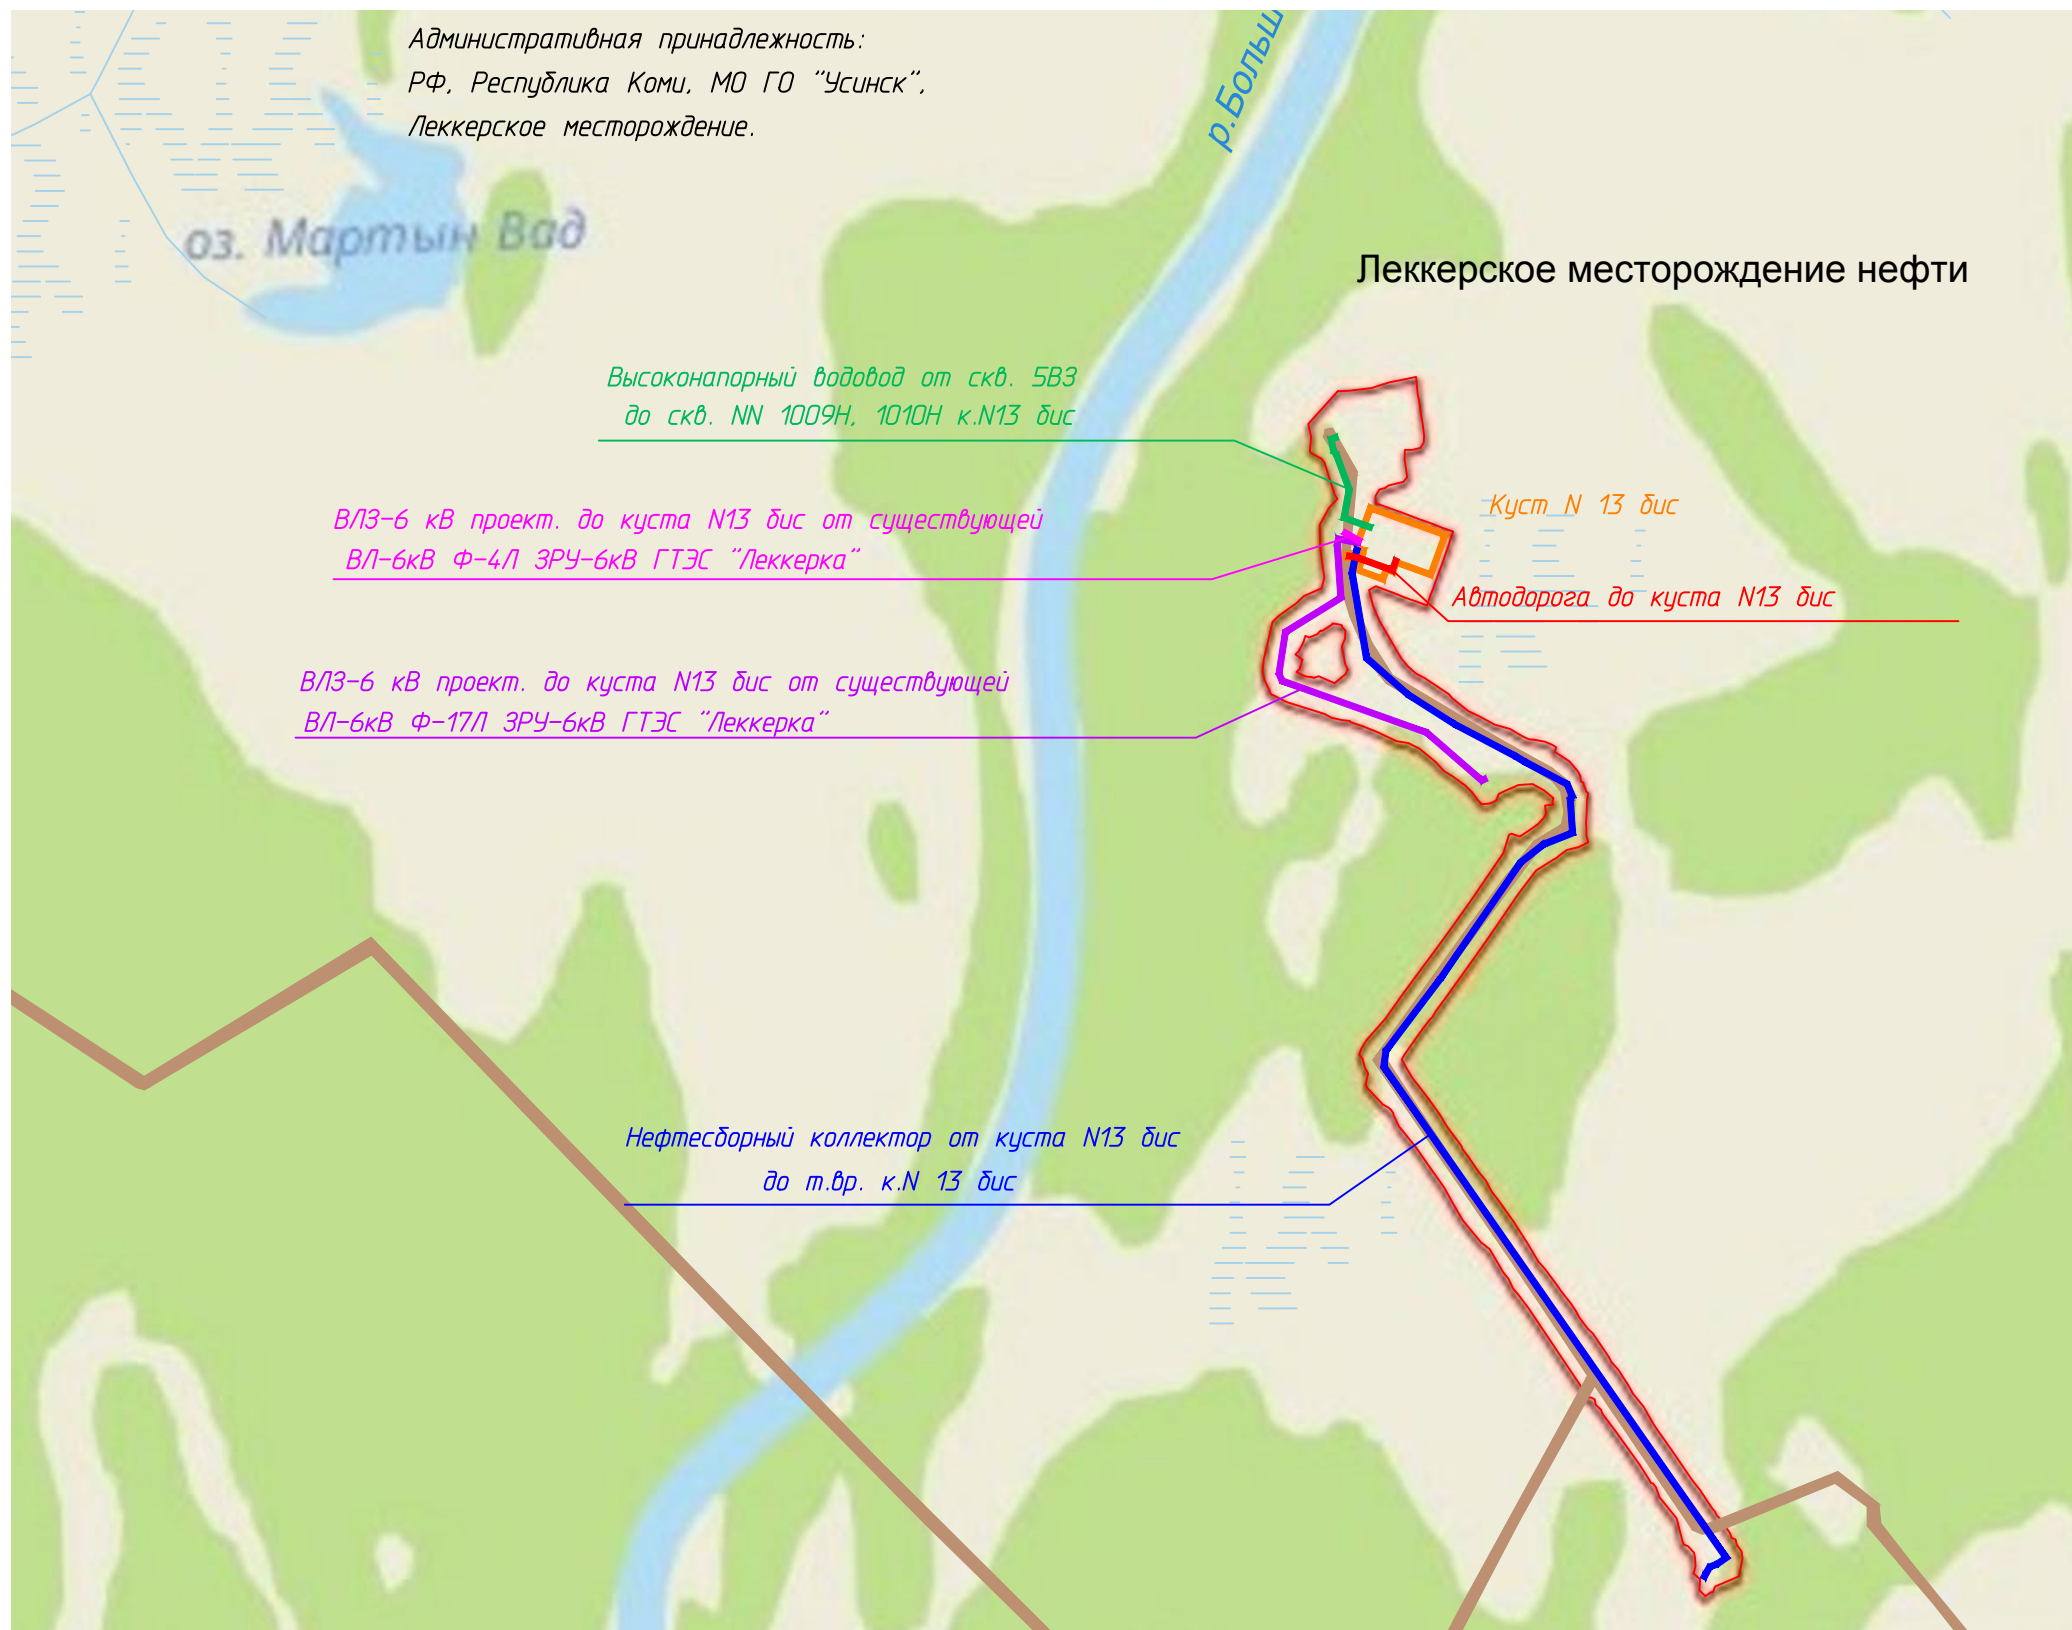 Административная принадлежность:
РФ, Республика Коми, МО ГО "Усинск",
Леккерское месторождение.
р.Больш
оз. Мартын Вад
Леккерское месторождение нефти
Высоконапорный водовод от скв. 5ВЗ
до скв. NN 1009Н, 1010Н к.N13 бис
Куст N 13 бис
ВЛЗ-6 кВ проект. до куста N13 бис от существующей
ВЛ-6кВ Ф-4Л ЗРУ-6кВ ГТЭС "Леккерка"
Автодорога до куста N13 бис
ВЛЗ-6 кВ проект. до куста N13 бис от существующей
ВЛ-6кВ Ф-17Л ЗРУ-6кВ ГТЭС "Леккерка"
Нефтесборный коллектор от куста N13 бис
до т.вр. к.N 13 бис